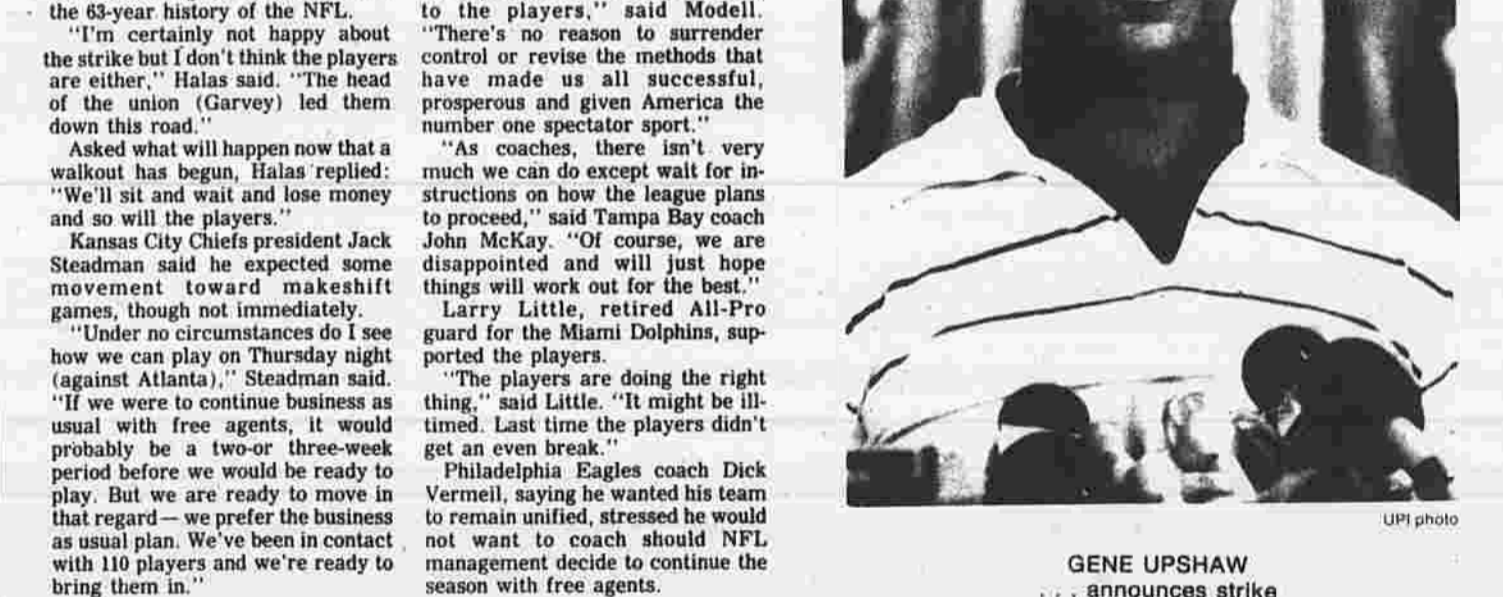 the 63-year history of the NFL.
"I'm certainly not happy about
the strike but I don't think the players
are either," Halas said. "The head
of the union (Garvey) led them
down this road."
Asked what will happen now that a
walkout has begun, Halas replied:
"We'll sit and wait and lose money
and so will the players."
Kansas City Chiefs president Jack
Steadman said he expected some
movement toward makeshift
games, though not immediately.
"Under no circumstances do I see
how we can play on Thursday night
(against Atlanta)," Steadman said.
"If we were to continue business as
usual with free agents, it would
probably be a two-or three-week
period before we would be ready to
play. But we are ready to move in
that regard — we prefer the business
as usual plan. We've been in contact
with 110 players and we're ready to
bring them in."
to the players," said Modell.
"There's no reason to surrender
control or revise the methods that
have made us all successful,
prosperous and given America the
number one spectator sport."
"As coaches, there isn't very
much we can do except wait for in-
structions on how the league plans
to proceed," said Tampa Bay coach
John McKay. "Of course, we are
disappointed and will just hope
things will work out for the best."
Larry Little, retired All-Pro
guard for the Miami Dolphins, sup-
ported the players.
"The players are doing the right
thing," said Little. "It might be ill-
timed. Last time the players didn't
get an even break."
Philadelphia Eagles coach Dick
Vermeil, saying he wanted his team
to remain unified, stressed he would
not want to coach should NFL
management decide to continue the
season with free agents.
UPI photo
GENE UPSHAW
. . . announces strike